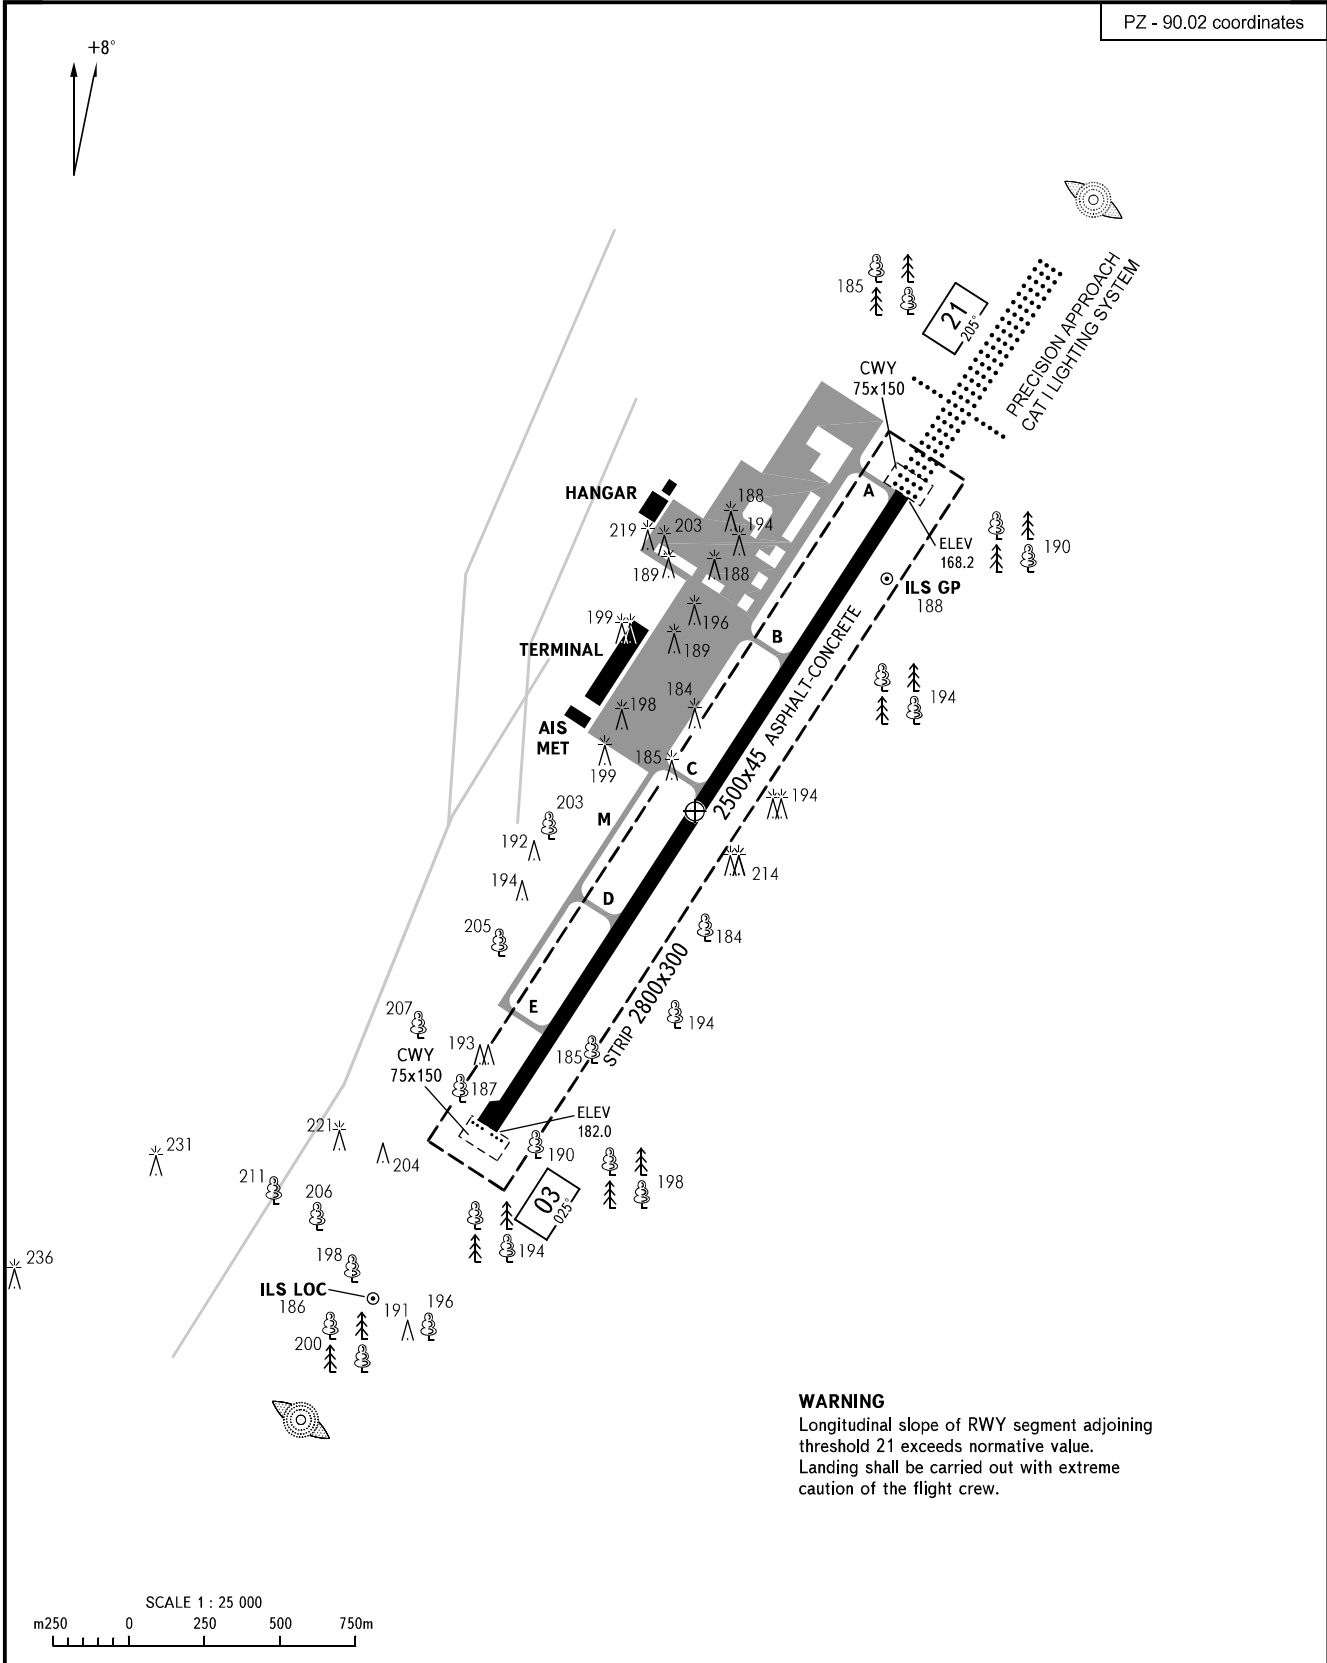 PZ - 90.02 coordinates
+8°
185
21
205°
PRECISION APPROACH
CAT I LIGHTING SYSTEM
CWY
75x150
HANGAR
A
188
219
203
194
ELEV
168.2
190
189
188
ILS GP
188
199
196
B
TERMINAL
189
2500x45 ASPHALT-CONCRETE
194
184
198
AIS
MET
185
C
199
194
203
M
192
214
194
D
205
184
STRIP 2800x300
207
E
194
193
185
CWY
75x150
187
ELEV
182.0
221
231
204
190
211
198
206
03
025°
194
198
236
ILS LOC
186
191
196
200
WARNING
Longitudinal slope of RWY segment adjoining
threshold 21 exceeds normative value.
Landing shall be carried out with extreme
caution of the flight crew.
SCALE 1 : 25 000
m250 0 250 500 750m